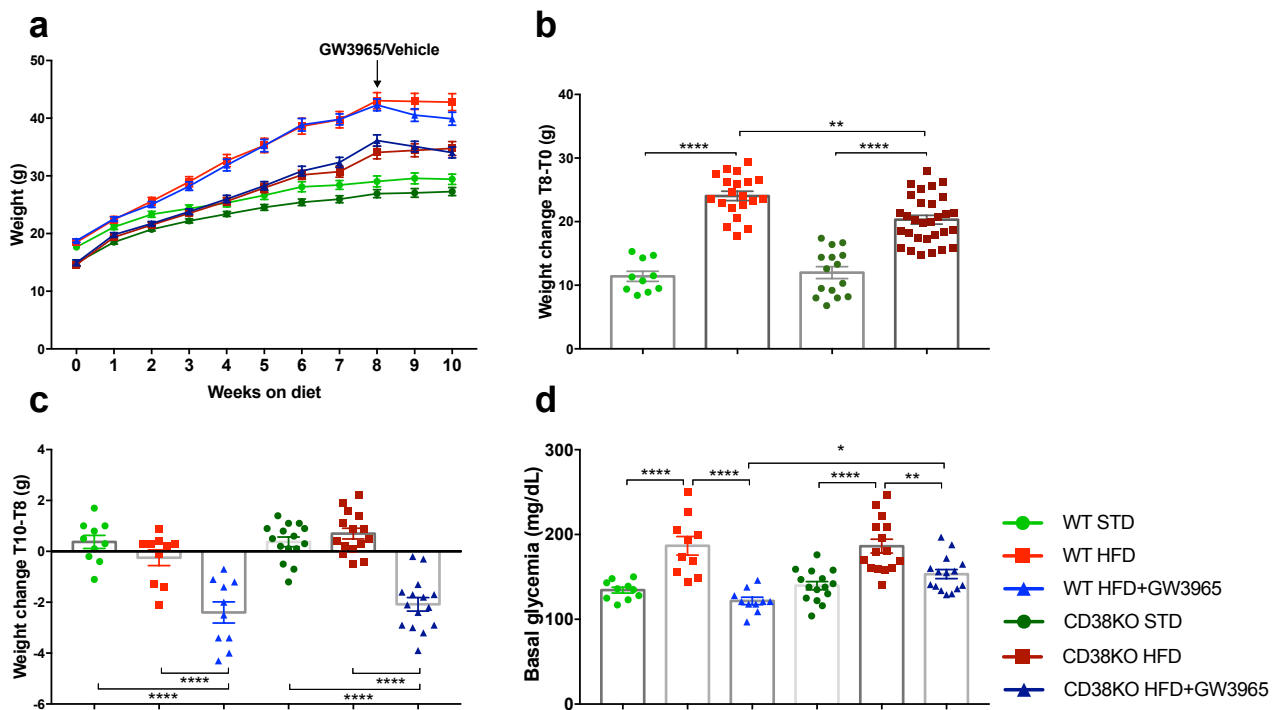 a
GW3965/Vehicle
Weight (g)
50
40
30
20
10
0
0 1 2 3 4 5 6 7 8 9 10
Weeks on diet
b
Weight change T8-T0 (g)
40
30
20
10
0
**
**** ****
c
Weight change T10-T8 (g)
4
2
0
-2
-4
-6
**** ****
**** ****
d
Basal glycemia (mg/dL)
300
200
100
0
*
**** **** **** **
WT STD
WT HFD
WT HFD+GW3965
CD38KO STD
CD38KO HFD
CD38KO HFD+GW3965